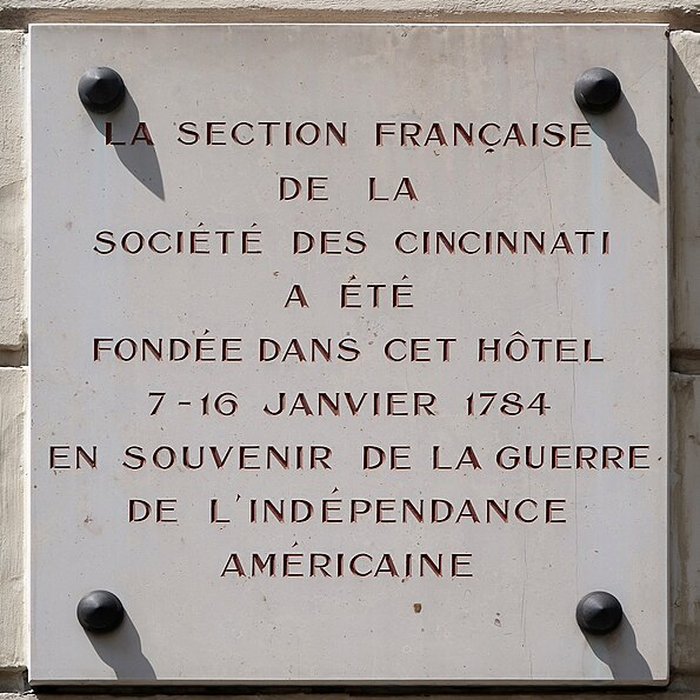 LA SECTION FRANÇAISE
DE LA
SOCIÉTÉ DES CINCINNATI
A ÉTÉ
FONDÉE DANS CET HÔTEL
7-16 JANVIER 1784
EN SOUVENIR DE LA GUERRE
DE L'INDÉPENDANCE
AMÉRICAINE